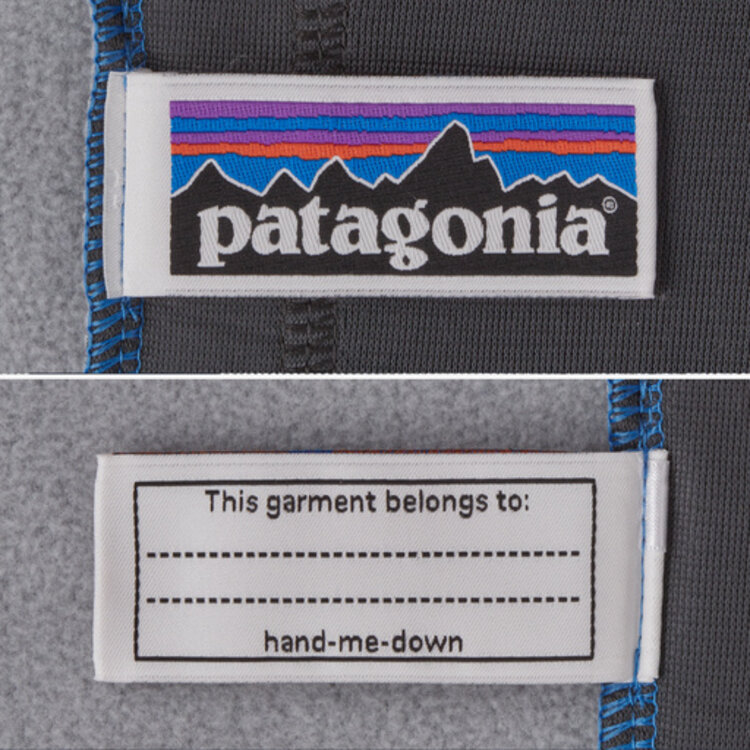 patagonia®
This garment belongs to:
hand-me-down